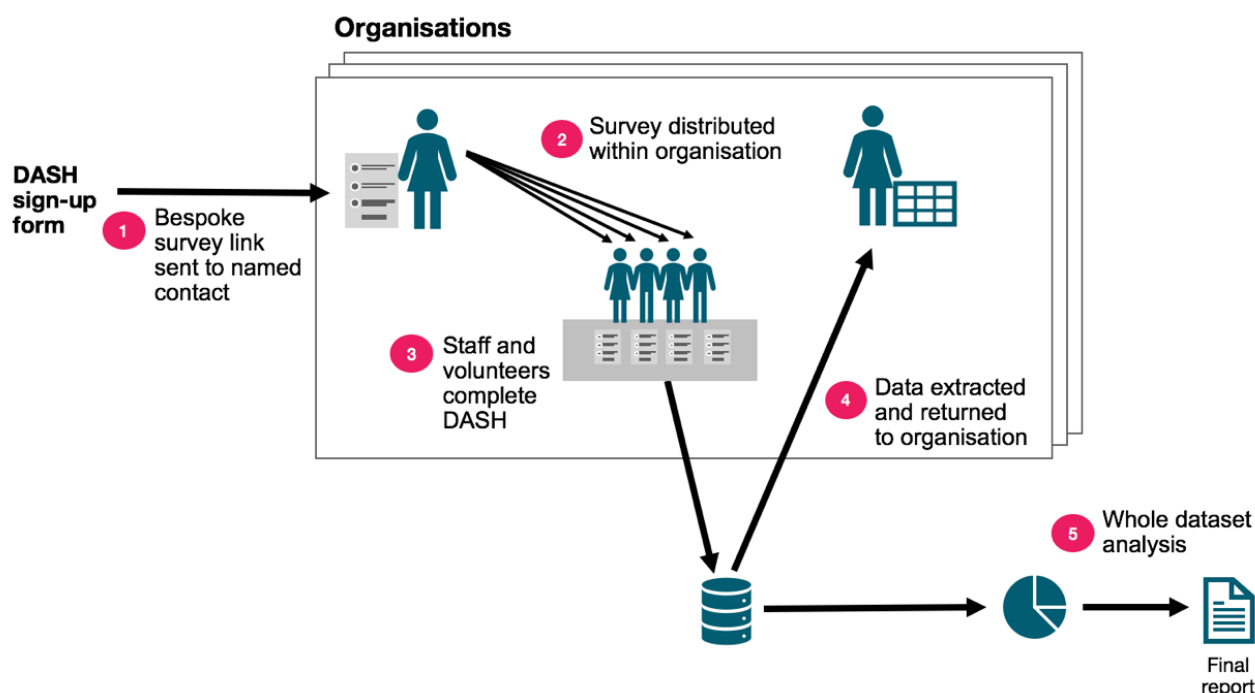 Organisations
DASH
sign-up
form
1
Bespoke
survey link
sent to named
contact
2
Survey distributed
within organisation
3
Staff and
volunteers
complete
DASH
4
Data extracted
and returned
to organisation
5
Whole dataset
analysis
Final
report